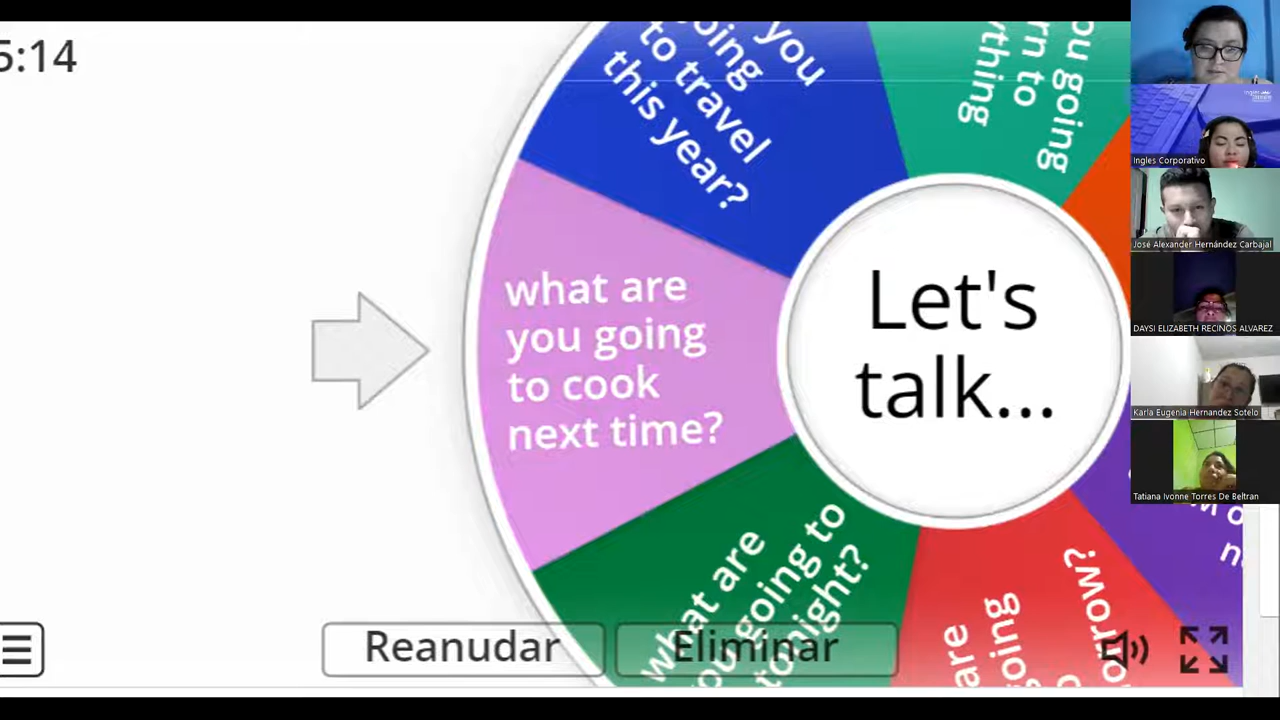 5:14
you
going
to travel
this year?
ou going
rn to
ything
what are
you going
to cook
next time?
Let's
talk...
what are
you going to
tonight?
are
going
orrow?
Reanudar
Eliminar
Ingles Corporativo
José Alexander Hernández Carbajal
DAYSI ELIZABETH RECINOS ALVAREZ
Karla Eugenia Hernandez Sotelo
Tatiana Ivonne Torres De Beltran